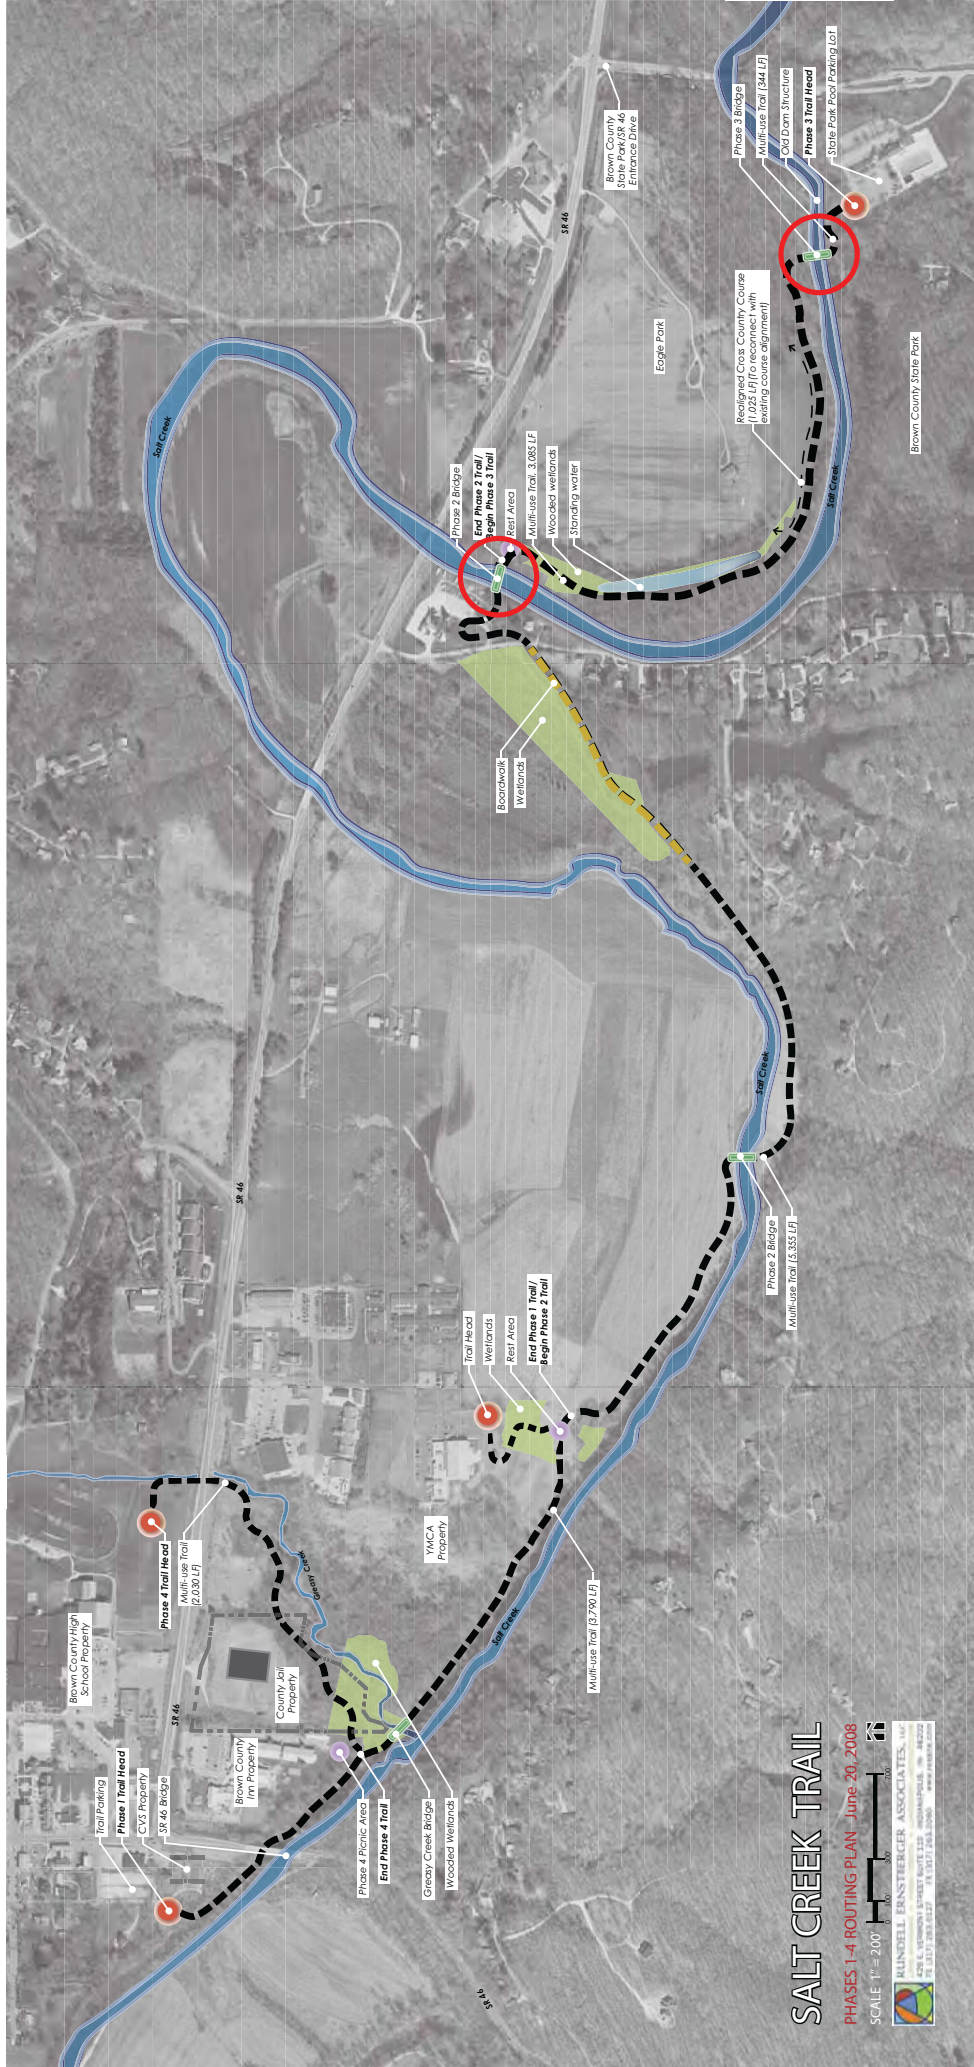 SALT CREEK TRAIL
PHASES 1-4 ROUTING PLAN June 20, 2008
SCALE 1" = 200'
RUNDELL ERNSTBERGER ASSOCIATES, LLC
Trail Parking
Phase I Trail Head
CVS Property
SR 46 Bridge
Brown County High
School Property
SR 46
Brown County
Inn Property
County Jail
Property
Phase 4 Picnic Area
End Phase 4 Trail
Greasy Creek Bridge
Wooded Wetlands
Phase 4 Trail Head
Multi-use Trail
(2,030 LF)
Greasy Creek
Salt Creek
SR 46
YMCA
Property
Multi-use Trail (3,790 LF)
Trail Head
Wetlands
Rest Area
End Phase 1 Trail/
Begin Phase 2 Trail
SR 46
Phase 2 Bridge
Multi-use Trail (5,355 LF)
Salt Creek
Boardwalk
Wetlands
Salt Creek
Phase 2 Bridge
End Phase 2 Trail/
Begin Phase 3 Trail
Rest Area
Multi-use Trail, 3,085 LF
Wooded wetlands
Standing water
Salt Creek
SR 46
Eagle Park
Realigned Cross Country Course
(1,025 LF)(To reconnect with
existing course alignment)
Brown County State Park
Brown County
State Park/SR 46
Entrance Drive
Phase 3 Bridge
Multi-use Trail (344 LF)
Old Dam Structure
Phase 3 Trail Head
State Park Pool Parking Lot